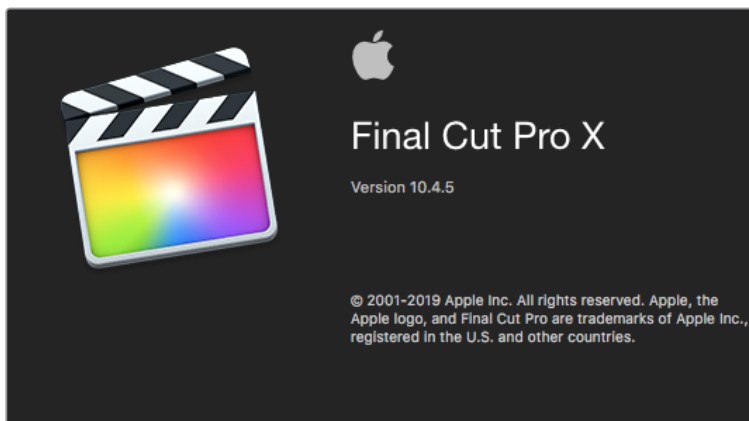 Final Cut Pro X
Version 10.4.5
© 2001-2019 Apple Inc. All rights reserved. Apple, the
Apple logo, and Final Cut Pro are trademarks of Apple Inc.,
registered in the U.S. and other countries.